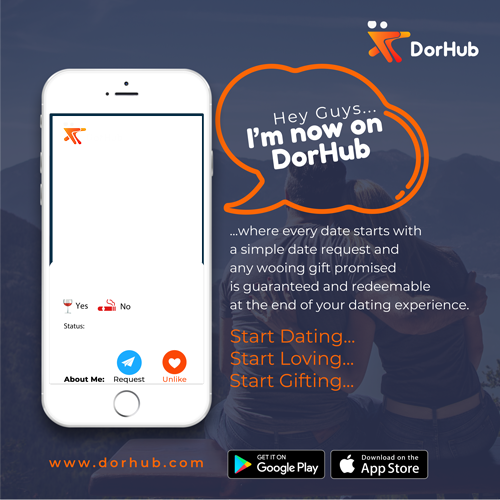 DorHub
Hey Guys...
I'm now on
DorHub
...where every date starts with
a simple date request and
any wooing gift promised
is guaranteed and redeemable
at the end of your dating experience.
Yes No
Status:
About Me: Request Unlike
Start Dating...
Start Loving...
Start Gifting...
www.dorhub.com
GET IT ON
Google Play
Download on the
App Store